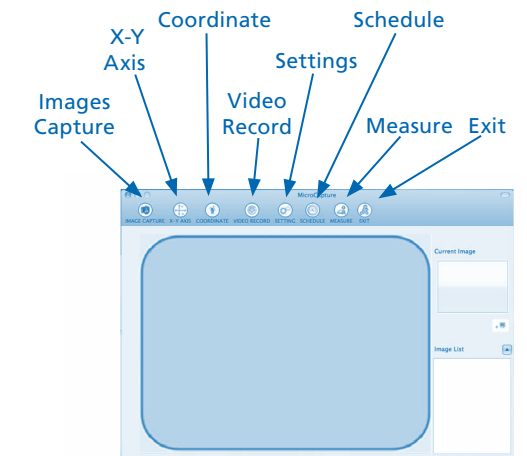 Coordinate
Schedule
X-Y
Axis
Settings
Images
Capture
Video
Record
Measure
Exit
MicroCapture
IMAGE CAPTURE
X-Y AXIS
COORDINATE
VIDEO RECORD
SETTING
SCHEDULE
MEASURE
EXIT
Current Image
Image List